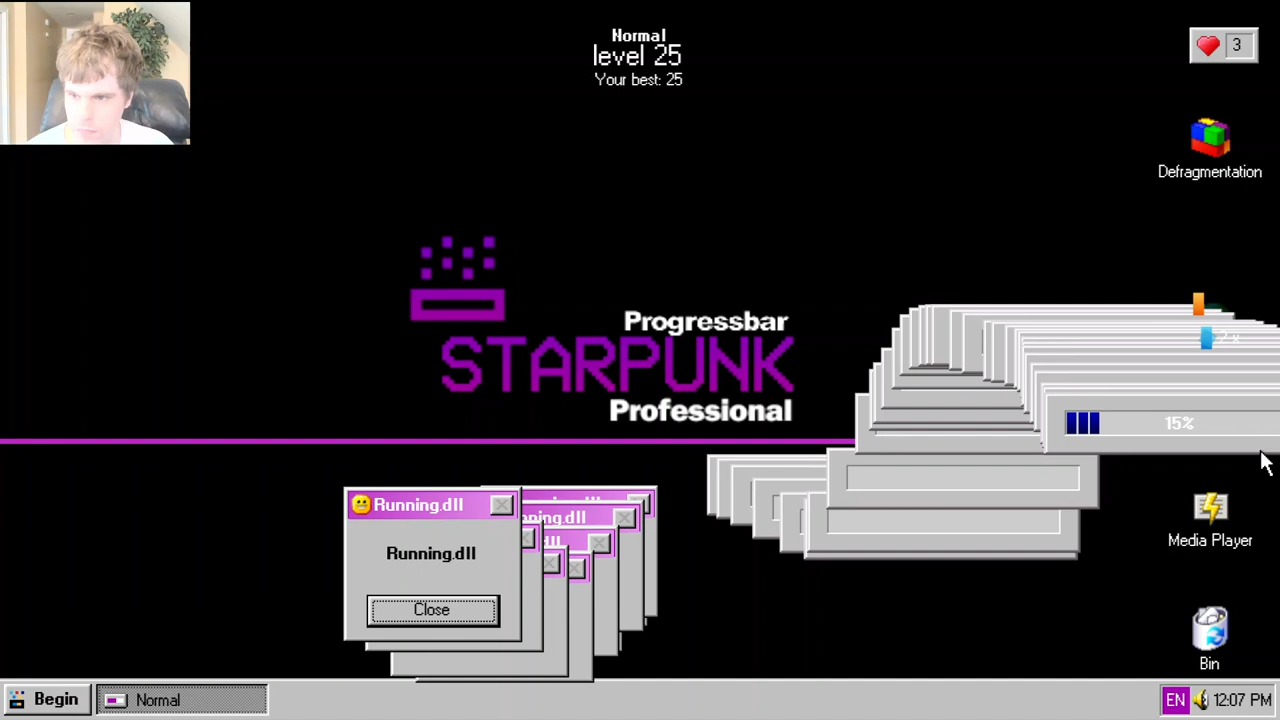 Normal
level 25
Your best: 25
3
Defragmentation
Progressbar
STARPUNK
Professional
15%
Running.dll
Running.dll
Close
Media Player
Bin
Begin
Normal
EN
12:07 PM